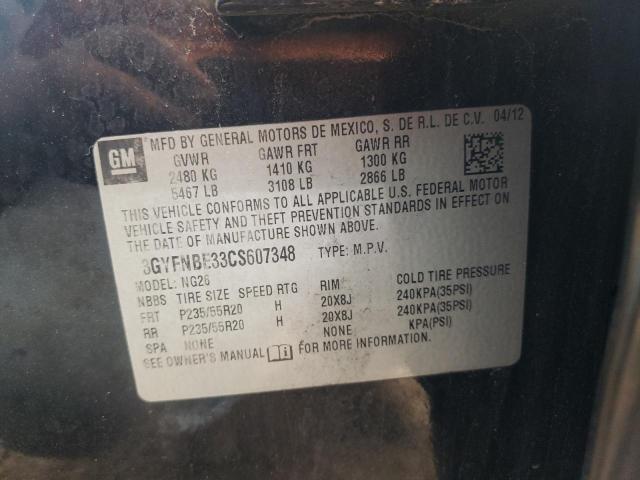 GM MFD BY GENERAL MOTORS DE MEXICO, S. DE R.L. DE C.V. 04/12
GVWR GAWR FRT GAWR RR
2480 KG 1410 KG 1300 KG
5467 LB 3108 LB 2866 LB
THIS VEHICLE CONFORMS TO ALL APPLICABLE U.S. FEDERAL MOTOR
VEHICLE SAFETY AND THEFT PREVENTION STANDARDS IN EFFECT ON
THE DATE OF MANUFACTURE SHOWN ABOVE.
3GYFNBE33CS607348 TYPE: M.P.V.
MODEL: NG26
NBBS TIRE SIZE SPEED RTG RIM COLD TIRE PRESSURE
FRT P235/55R20 H 20X8J 240KPA(35PSI)
RR P235/55R20 H 20X8J 240KPA(35PSI)
SPA NONE NONE KPA(PSI)
SEE OWNER'S MANUAL FOR MORE INFORMATION.